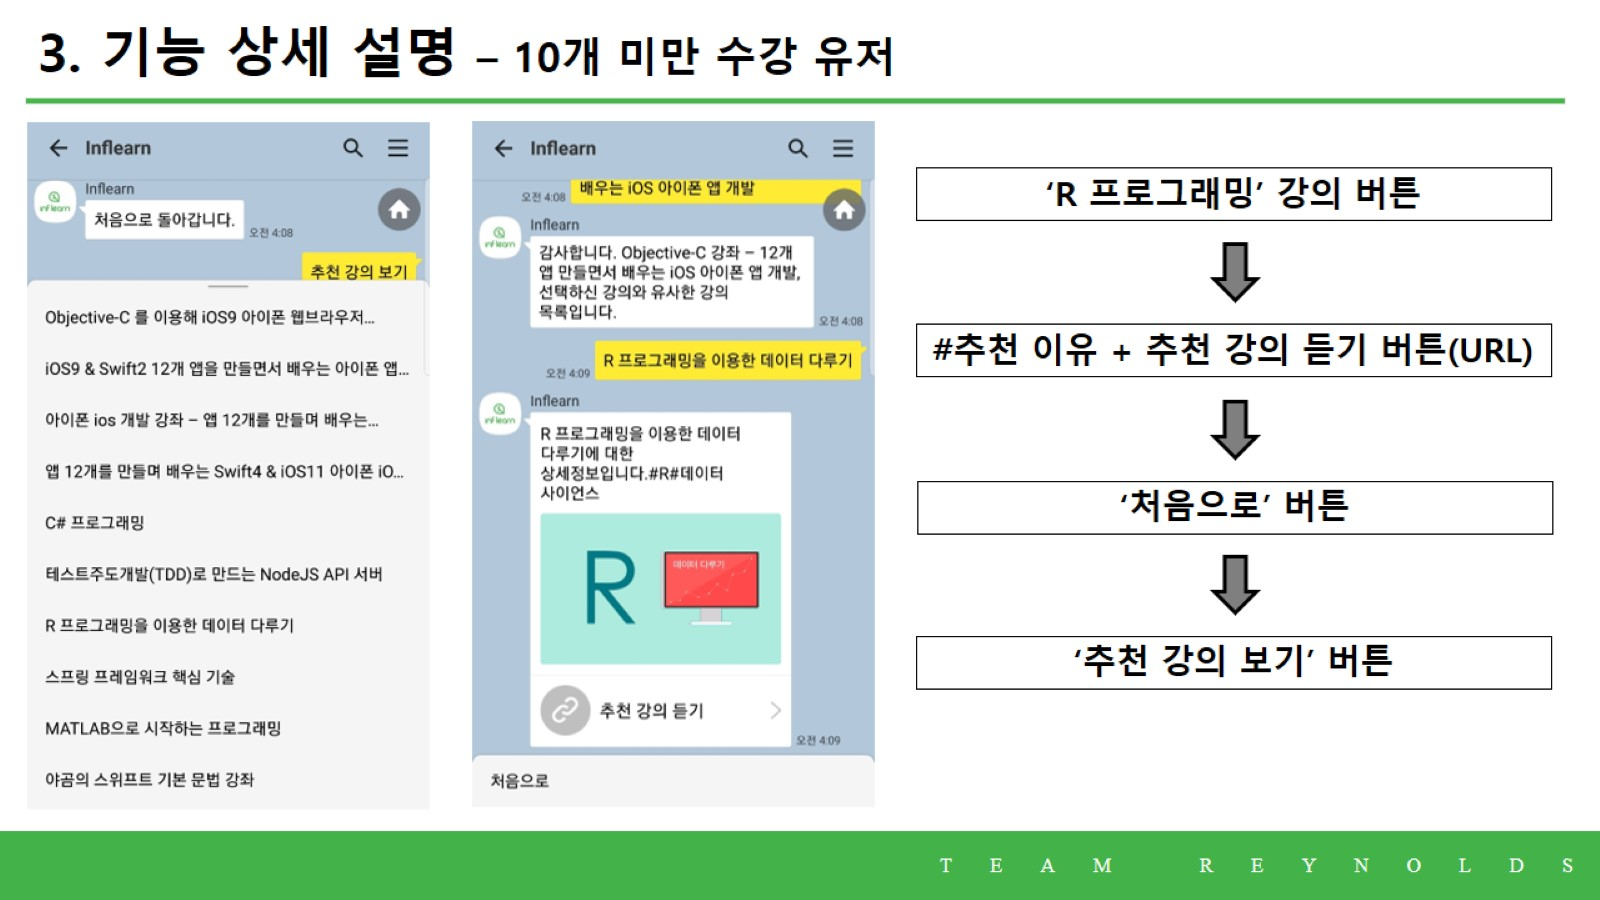 3. 기능 상세 설명 – 10개 미만 수강 유저
Inflearn
Inflearn
inflearn
처음으로 돌아갑니다.
오전 4:08
추천 강의 보기
Objective-C 를 이용해 iOS9 아이폰 웹브라우저...
iOS9 & Swift2 12개 앱을 만들면서 배우는 아이폰 앱...
아이폰 ios 개발 강좌 – 앱 12개를 만들며 배우는...
앱 12개를 만들며 배우는 Swift4 & iOS11 아이폰 iO...
C# 프로그래밍
테스트주도개발(TDD)로 만드는 NodeJS API 서버
R 프로그래밍을 이용한 데이터 다루기
스프링 프레임워크 핵심 기술
MATLAB으로 시작하는 프로그래밍
야곰의 스위프트 기본 문법 강좌
Inflearn
배우는 iOS 아이폰 앱 개발
오전 4:08
Inflearn
inflearn
감사합니다. Objective-C 강좌 – 12개
앱 만들면서 배우는 iOS 아이폰 앱 개발,
선택하신 강의와 유사한 강의
목록입니다.
오전 4:08
R 프로그래밍을 이용한 데이터 다루기
오전 4:09
Inflearn
inflearn
R 프로그래밍을 이용한 데이터
다루기에 대한
상세정보입니다.#R#데이터
사이언스
R
데이터 다루기
추천 강의 듣기
오전 4:09
처음으로
‘R 프로그래밍’ 강의 버튼
#추천 이유 + 추천 강의 듣기 버튼(URL)
‘처음으로’ 버튼
‘추천 강의 보기’ 버튼
TEAM REYNOLDS